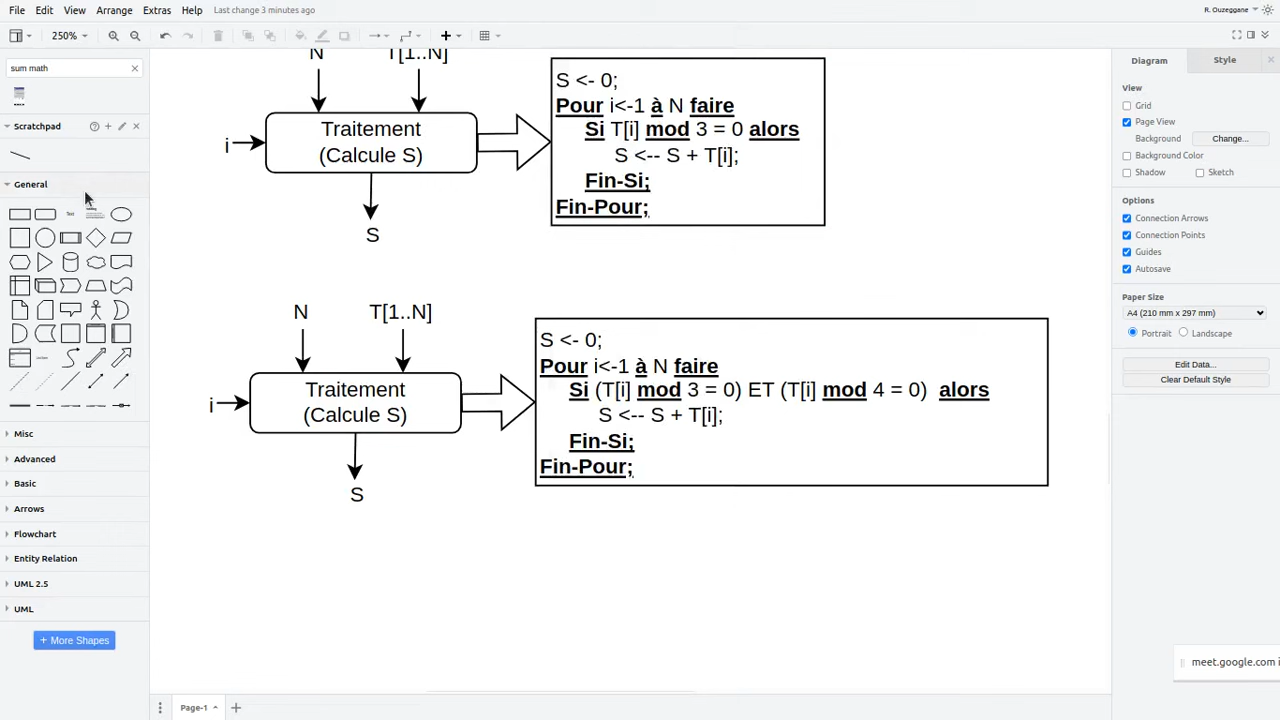 File Edit View Arrange Extras Help Last change 3 minutes ago R. Ouzeggane
250%
sum math
Scratchpad
General
Misc
Advanced
Basic
Arrows
Flowchart
Entity Relation
UML 2.5
UML
+ More Shapes
N T[1..N]
i
Traitement
(Calcule S)
S
S <- 0;
Pour i<-1 à N faire
Si T[i] mod 3 = 0 alors
S <-- S + T[i];
Fin-Si;
Fin-Pour;
N T[1..N]
i
Traitement
(Calcule S)
S
S <- 0;
Pour i<-1 à N faire
Si (T[i] mod 3 = 0) ET (T[i] mod 4 = 0) alors
S <-- S + T[i];
Fin-Si;
Fin-Pour;
Diagram Style
View
Grid
Page View
Background Change...
Background Color
Shadow Sketch
Options
Connection Arrows
Connection Points
Guides
Autosave
Paper Size
A4 (210 mm x 297 mm)
Portrait Landscape
Edit Data...
Clear Default Style
meet.google.com i
Page-1